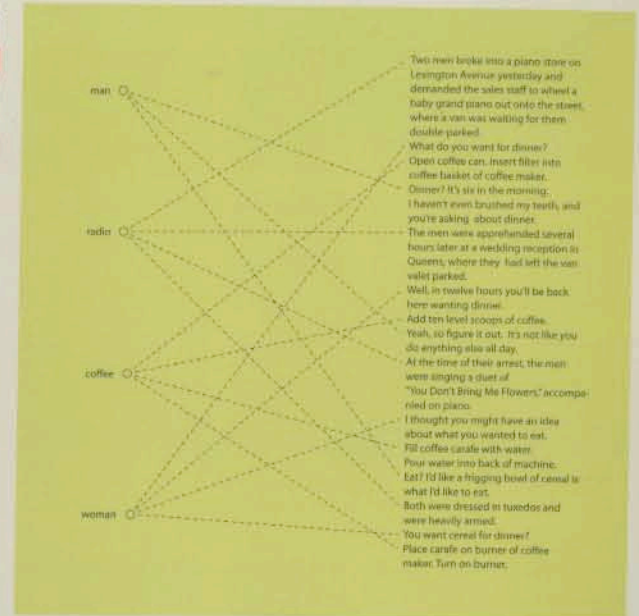 man
radio
coffee
woman
Two men broke into a piano store on
Lexington Avenue yesterday and
demanded the sales staff to wheel a
baby grand piano out onto the street,
where a van was waiting for them
double-parked.
What do you want for dinner?
Open coffee can. Insert filter into
coffee basket of coffee maker.
Dinner? It's six in the morning.
I haven't even brushed my teeth, and
you're asking about dinner.
The men were apprehended several
hours later at a wedding reception in
Queens, where they had left the van
valet parked.
Well, in twelve hours you'll be back
here wanting dinner.
Add ten level scoops of coffee.
Yeah, so figure it out. It's not like you
do anything else all day.
At the time of their arrest, the men
were singing a duet of
"You Don't Bring Me Flowers," accompa-
nied on piano.
I thought you might have an idea
about what you wanted to eat.
Fill coffee carafe with water.
Pour water into back of machine.
Eat? I'd like a frigging bowl of cereal is
what I'd like to eat.
Both were dressed in tuxedos and
were heavily armed.
You want cereal for dinner?
Place carafe on burner of coffee
maker. Turn on burner.